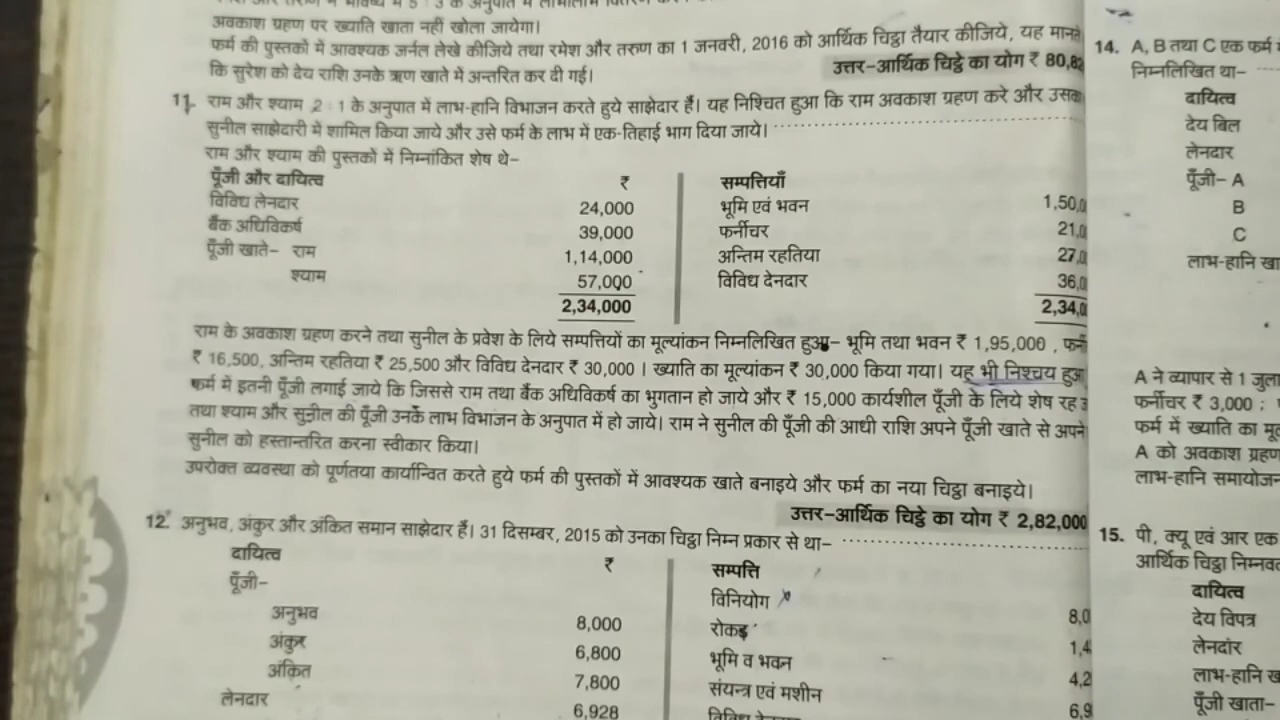 अवकाश ग्रहण पर ख्याति खाता नहीं खोला जायेगा।
फर्म की पुस्तकों में आवश्यक जर्नल लेखे कीजिये तथा रमेश और तरुण का 1 जनवरी, 2016 को आर्थिक चिट्ठा तैयार कीजिये, यह मानते
कि सुरेश को देय राशि उनके ऋण खाते में अन्तरित कर दी गई।
उत्तर-आर्थिक चिट्ठे का योग ₹ 80,82
11. राम और श्याम 2 : 1 के अनुपात में लाभ-हानि विभाजन करते हुये साझेदार हैं। यह निश्चित हुआ कि राम अवकाश ग्रहण करे और उसका
सुनील साझेदारी में शामिल किया जाये और उसे फर्म के लाभ में एक-तिहाई भाग दिया जाये।
राम और श्याम की पुस्तकों में निम्नांकित शेष थे–
पूँजी और दायित्व ₹ सम्पत्तियाँ
विविध लेनदार 24,000 भूमि एवं भवन 1,50,0
बैंक अधिविकर्ष 39,000 फर्नीचर 21,0
पूँजी खाते– राम 1,14,000 अन्तिम रहतिया 27,0
श्याम 57,000 विविध देनदार 36,0
2,34,000 2,34,0
राम के अवकाश ग्रहण करने तथा सुनील के प्रवेश के लिये सम्पत्तियों का मूल्यांकन निम्नलिखित हुआ– भूमि तथा भवन ₹ 1,95,000 , फर्नी
₹ 16,500, अन्तिम रहतिया ₹ 25,500 और विविध देनदार ₹ 30,000 । ख्याति का मूल्यांकन ₹ 30,000 किया गया। यह भी निश्चय हुआ
फर्म में इतनी पूँजी लगाई जाये कि जिससे राम तथा बैंक अधिविकर्ष का भुगतान हो जाये और ₹ 15,000 कार्यशील पूँजी के लिये शेष रह
तथा श्याम और सुनील की पूँजी उनके लाभ विभाजन के अनुपात में हो जाये। राम ने सुनील की पूँजी की आधी राशि अपने पूँजी खाते से अपने
सुनील को हस्तान्तरित करना स्वीकार किया।
उपरोक्त व्यवस्था को पूर्णतया कार्यान्वित करते हुये फर्म की पुस्तकों में आवश्यक खाते बनाइये और फर्म का नया चिट्ठा बनाइये।
उत्तर-आर्थिक चिट्ठे का योग ₹ 2,82,000
12. अनुभव, अंकुर और अंकित समान साझेदार हैं। 31 दिसम्बर, 2015 को उनका चिट्ठा निम्न प्रकार से था–
दायित्व ₹ सम्पत्ति
पूँजी– विनियोग 8,0
अनुभव 8,000 रोकड़ 1,4
अंकुर 6,800 भूमि व भवन 4,2
अंकित 7,800 संयन्त्र एवं मशीन 6,9
लेनदार 6,928 विविध
14. A, B तथा C एक फर्म
निम्नलिखित था–
दायित्व
देय बिल
लेनदार
पूँजी– A
B
C
लाभ-हानि खा
A ने व्यापार से 1 जुला
फर्नीचर ₹ 3,000 ;
फर्म में ख्याति का मू
A को अवकाश ग्रहण
लाभ-हानि समायोजन
15. पी, क्यू एवं आर एक
आर्थिक चिट्ठा निम्नव
दायित्व
देय विपत्र
लेनदार
लाभ-हानि ख
पूँजी खाता–